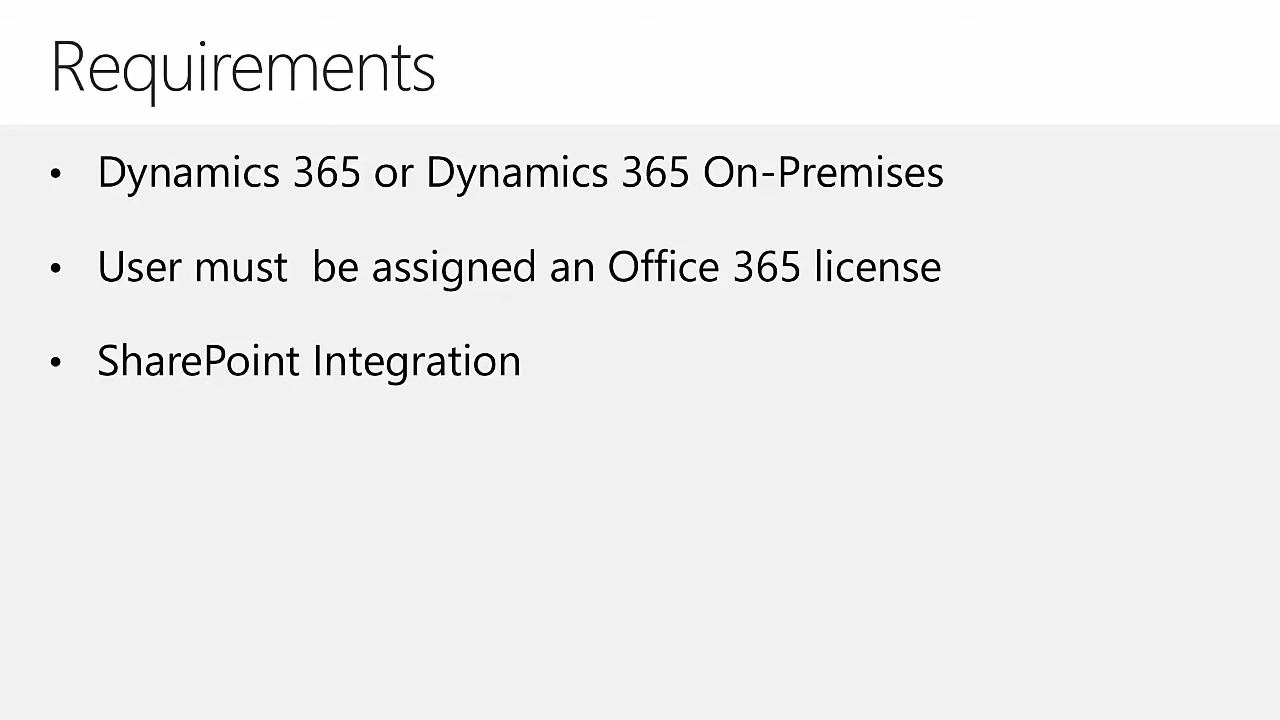 Requirements
• Dynamics 365 or Dynamics 365 On-Premises
• User must  be assigned an Office 365 license
• SharePoint Integration